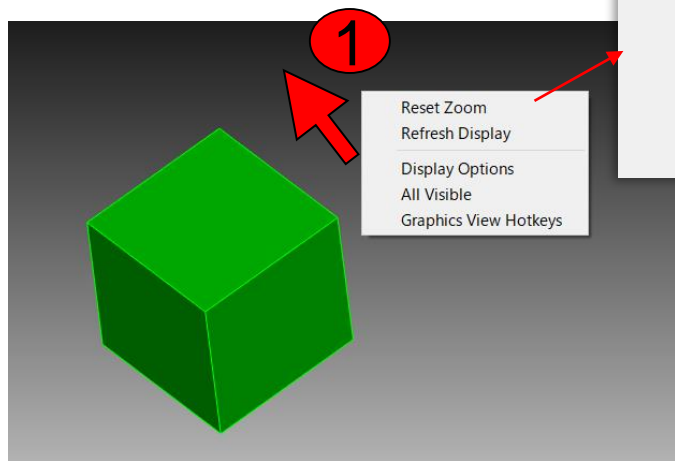 1
Reset Zoom
Refresh Display
Display Options
All Visible
Graphics View Hotkeys